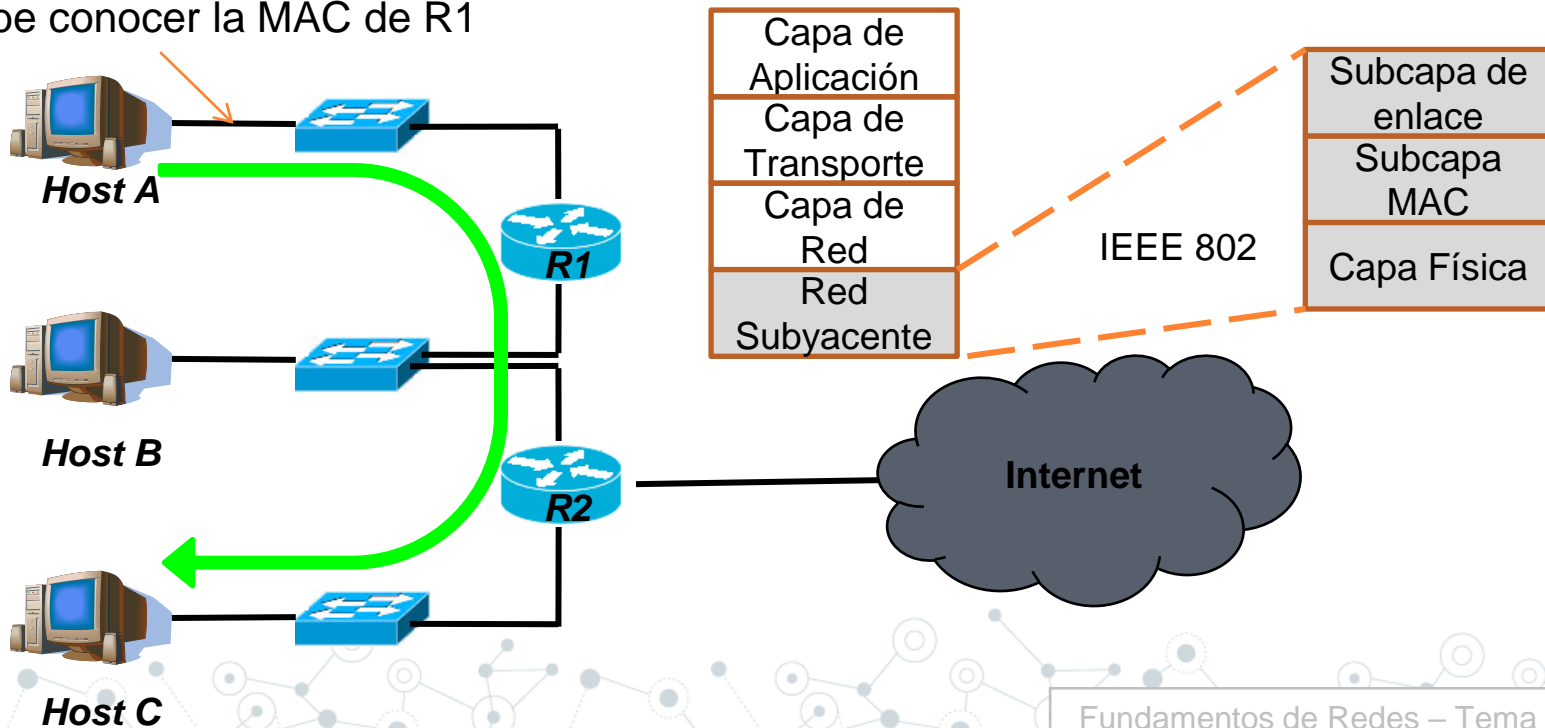 be conocer la MAC de R1
Host A
R1
Host B
R2
Host C
Capa de
Aplicación
Capa de
Transporte
Capa de
Red
Red
Subyacente
IEEE 802
Subcapa de
enlace
Subcapa
MAC
Capa Física
Internet
Fundamentos de Redes – Tema